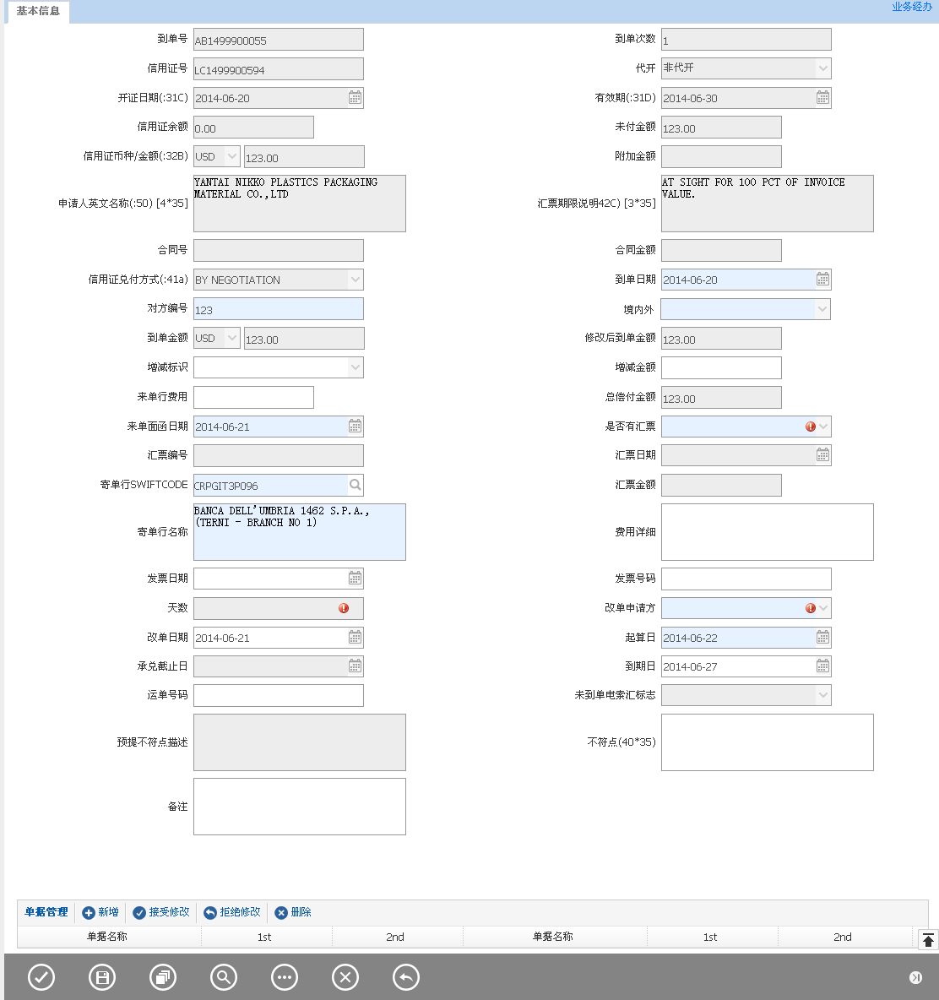 基本信息
业务经办
到单号 AB1499900055 到单次数 1
信用证号 LC1499900594 代开 非代开
开证日期(:31C) 2014-06-20 有效期(:31D) 2014-06-30
信用证余额 0.00 未付金额 123.00
信用证币种/金额(:32B) USD 123.00 附加金额
申请人英文名称(:50) [4*35] YANTAI NIKKO PLASTICS PACKAGING
MATERIAL CO.,LTD
汇票期限说明42C) [3*35] AT SIGHT FOR 100 PCT OF INVOICE
VALUE.
合同号 合同金额
信用证兑付方式(:41a) BY NEGOTIATION 到单日期 2014-06-20
对方编号 123 境内外
到单金额 USD 123.00 修改后到单金额 123.00
增减标识 增减金额
来单行费用 总偿付金额 123.00
来单面函日期 2014-06-21 是否有汇票
汇票编号 汇票日期
寄单行SWIFTCODE CRPGIT3P096 汇票金额
寄单行名称 BANCA DELL'UMBRIA 1462 S.P.A.,
(TERNI - BRANCH NO 1)
费用详细
发票日期 发票号码
天数 改单申请方
改单日期 2014-06-21 起算日 2014-06-22
承兑截止日 到期日 2014-06-27
运单号码 未到单电索汇标志
预提不符点描述 不符点(40*35)
备注
单据管理 新增 接受修改 拒绝修改 删除
单据名称 1st 2nd 单据名称 1st 2nd